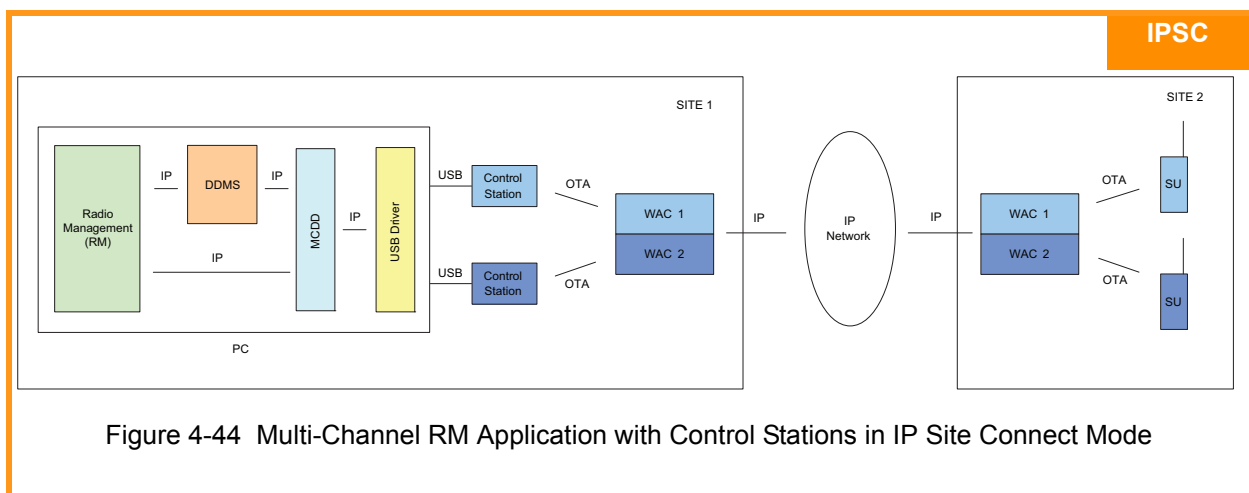 IPSC
SITE 1
Radio
Management
(RM)
IP
DDMS
IP
IP
MCDD
IP
USB Driver
PC
USB
Control
Station
OTA
USB
Control
Station
OTA
WAC 1
WAC 2
IP
IP
Network
IP
SITE 2
WAC 1
WAC 2
OTA
SU
OTA
SU
Figure 4-44 Multi-Channel RM Application with Control Stations in IP Site Connect Mode